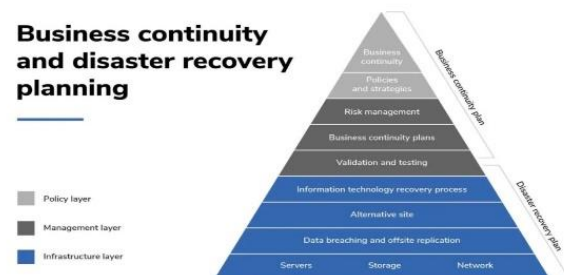 Business continuity
and disaster recovery
planning
Business
continuity
Policies
and strategies
Risk management
Business continuity plans
Validation and testing
Information technology recovery process
Alternative site
Data breaching and offsite replication
Servers Storage Network
Business continuity plan
Disaster recovery plan
Policy layer
Management layer
Infrastructure layer